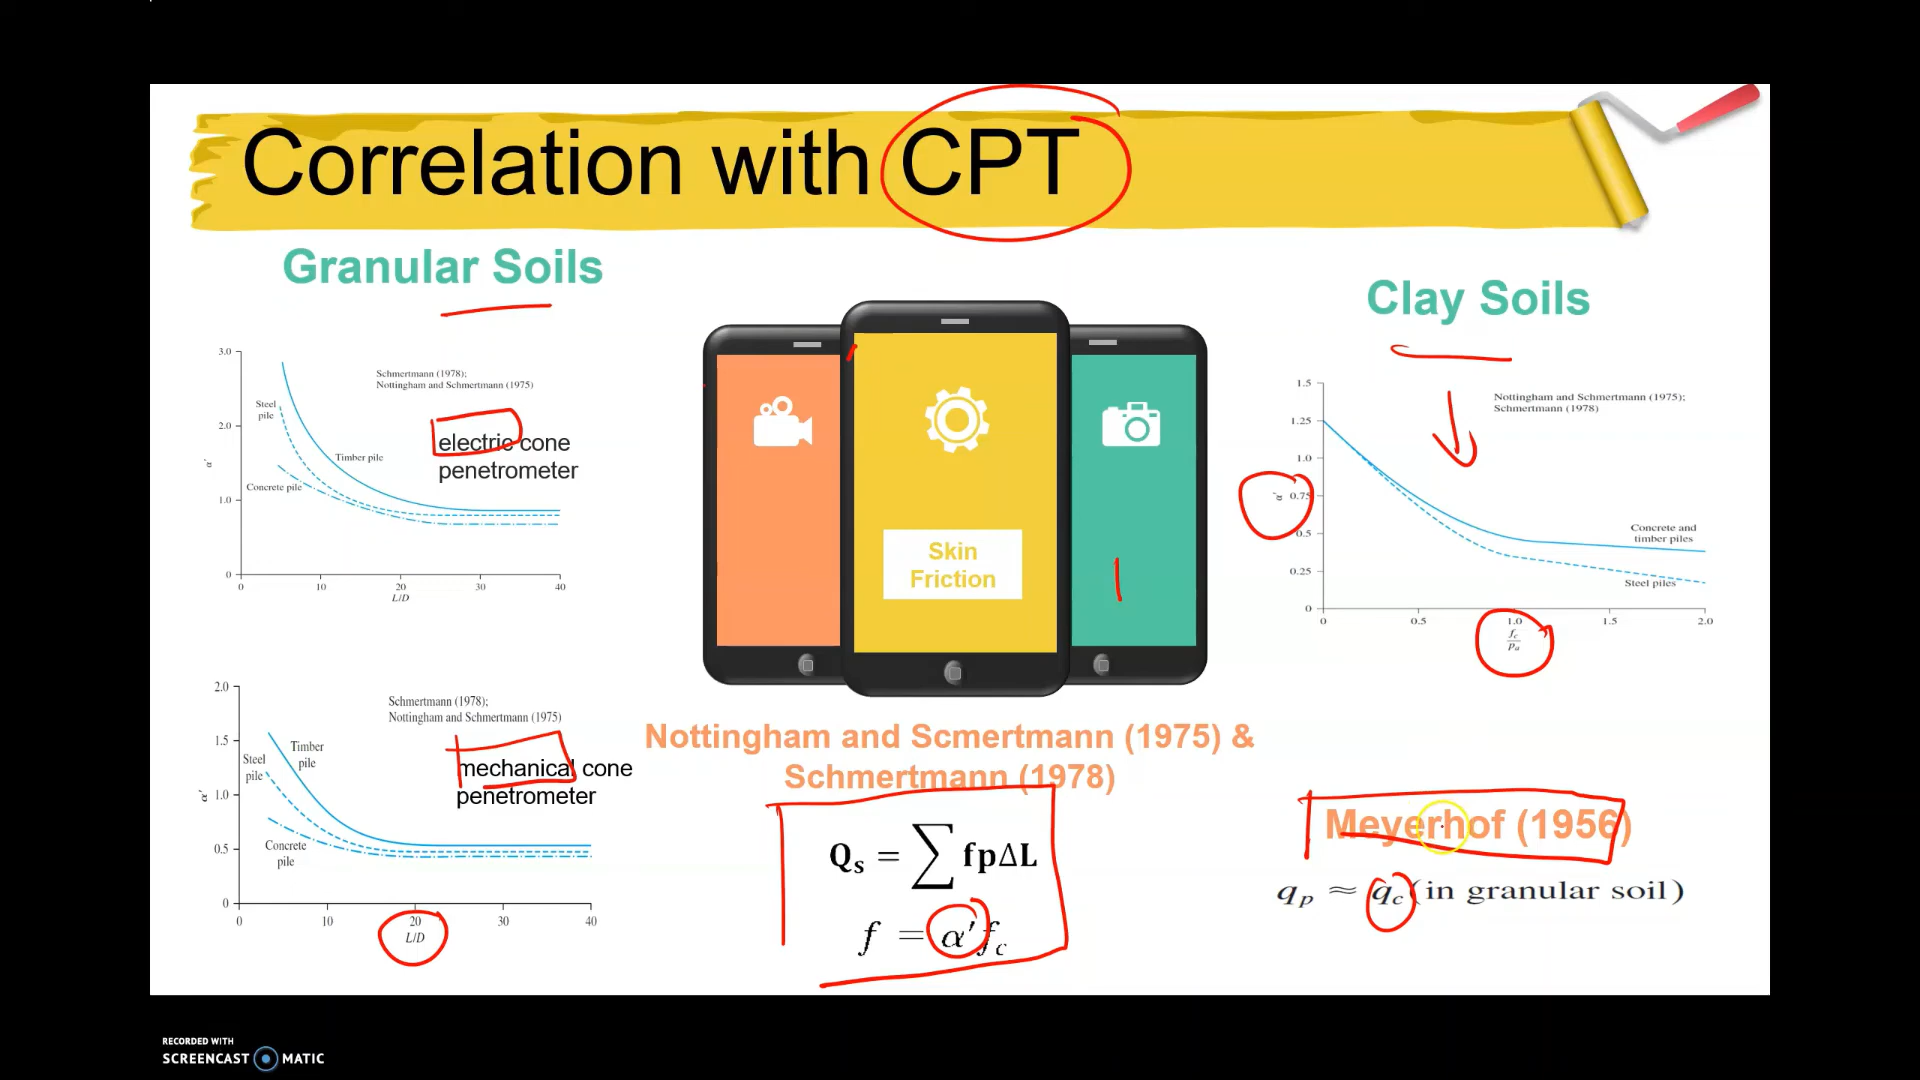 Correlation with CPT
Granular Soils
3.0
2.0
1.0
0
α'
Schmertmann (1978);
Nottingham and Schmertmann (1975)
Steel
pile
Timber pile
Concrete pile
electric cone
penetrometer
0 10 20 30 40
L/D
2.0
1.5
1.0
0.5
0
α'
Schmertmann (1978);
Nottingham and Schmertmann (1975)
Timber
pile
Steel
pile
Concrete
pile
mechanical cone
penetrometer
0 10 20 30 40
L/D
Skin
Friction
Nottingham and Scmertmann (1975) &
Schmertmann (1978)
Qs = ∑ fpΔL
f = α'fc
Clay Soils
1.5
1.25
1.0
0.75
0.5
0.25
0
α'
Nottingham and Schmertmann (1975);
Schmertmann (1978)
Concrete and
timber piles
Steel piles
0 0.5 1.0 1.5 2.0
fc
pa
Meyerhof (1956)
qp ≈ qc (in granular soil)
RECORDED WITH
SCREENCAST MATIC